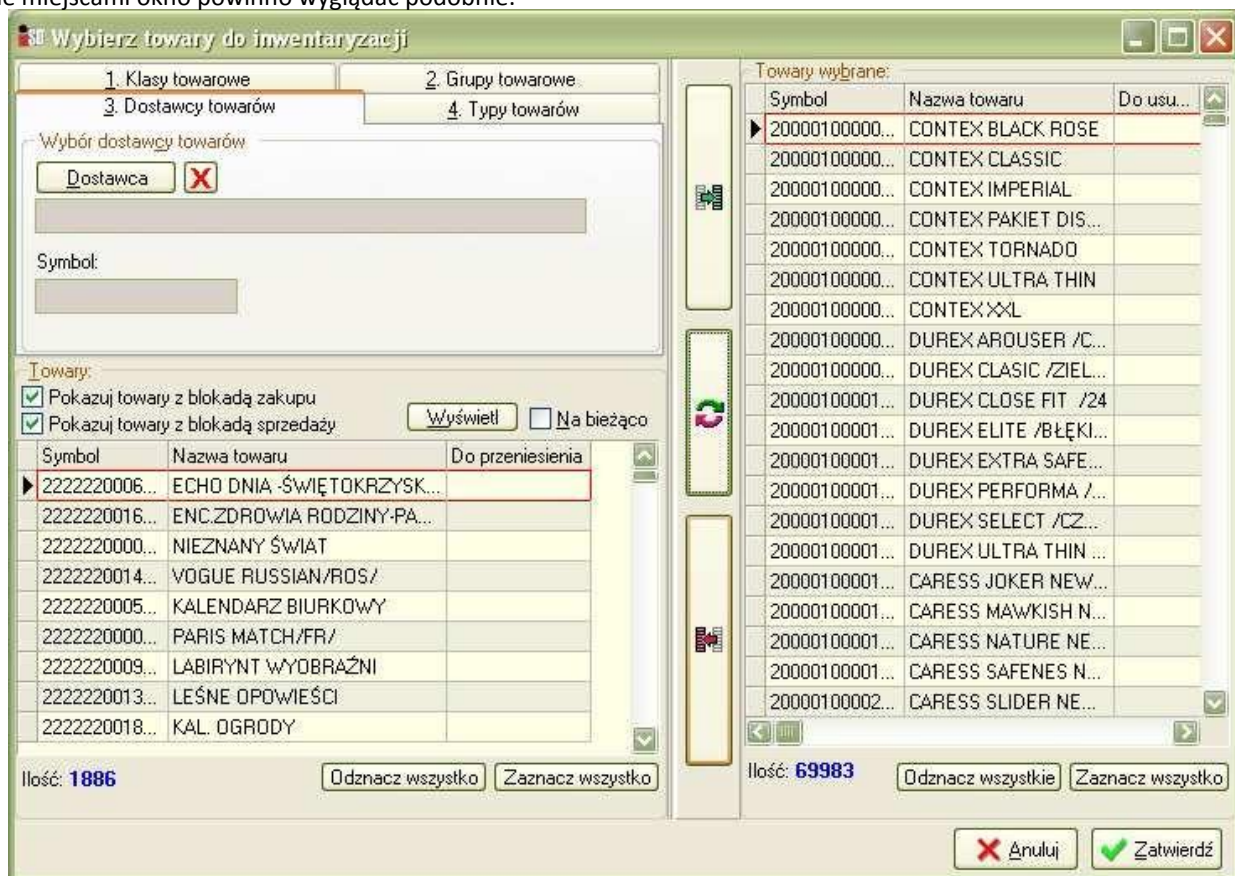 e miejscami okno powinno wyglądać podobnie:
Wybierz towary do inwentaryzacji
1. Klasy towarowe
2. Grupy towarowe
3. Dostawcy towarów
4. Typy towarów
Wybór dostawcy towarów
Dostawca
Symbol:
Towary:
Pokazuj towary z blokadą zakupu
Pokazuj towary z blokadą sprzedaży
Wyświetl
Na bieżąco
Symbol Nazwa towaru Do przeniesienia
2222220006... ECHO DNIA -ŚWIĘTOKRZYSK...
2222220016... ENC.ZDROWIA RODZINY-PA...
2222220000... NIEZNANY ŚWIAT
2222220014... VOGUE RUSSIAN/ROS/
2222220005... KALENDARZ BIURKOWY
2222220000... PARIS MATCH/FR/
2222220009... LABIRYNT WYOBRAŹNI
2222220013... LEŚNE OPOWIEŚCI
2222220018... KAL. OGRODY
Ilość: 1886
Odznacz wszystko
Zaznacz wszystko
Towary wybrane:
Symbol Nazwa towaru Do usu...
20000100000... CONTEX BLACK ROSE
20000100000... CONTEX CLASSIC
20000100000... CONTEX IMPERIAL
20000100000... CONTEX PAKIET DIS...
20000100000... CONTEX TORNADO
20000100000... CONTEX ULTRA THIN
20000100000... CONTEX XXL
20000100000... DUREX AROUSER /C...
20000100000... DUREX CLASIC /ZIEL...
20000100001... DUREX CLOSE FIT /24
20000100001... DUREX ELITE /BŁĘKI...
20000100001... DUREX EXTRA SAFE...
20000100001... DUREX PERFORMA /...
20000100001... DUREX SELECT /CZ...
20000100001... DUREX ULTRA THIN ...
20000100001... CARESS JOKER NEW...
20000100001... CARESS MAWKISH N...
20000100001... CARESS NATURE NE...
20000100001... CARESS SAFENES N...
20000100002... CARESS SLIDER NE...
Ilość: 69983
Odznacz wszystkie
Zaznacz wszystko
Anuluj
Zatwierdź